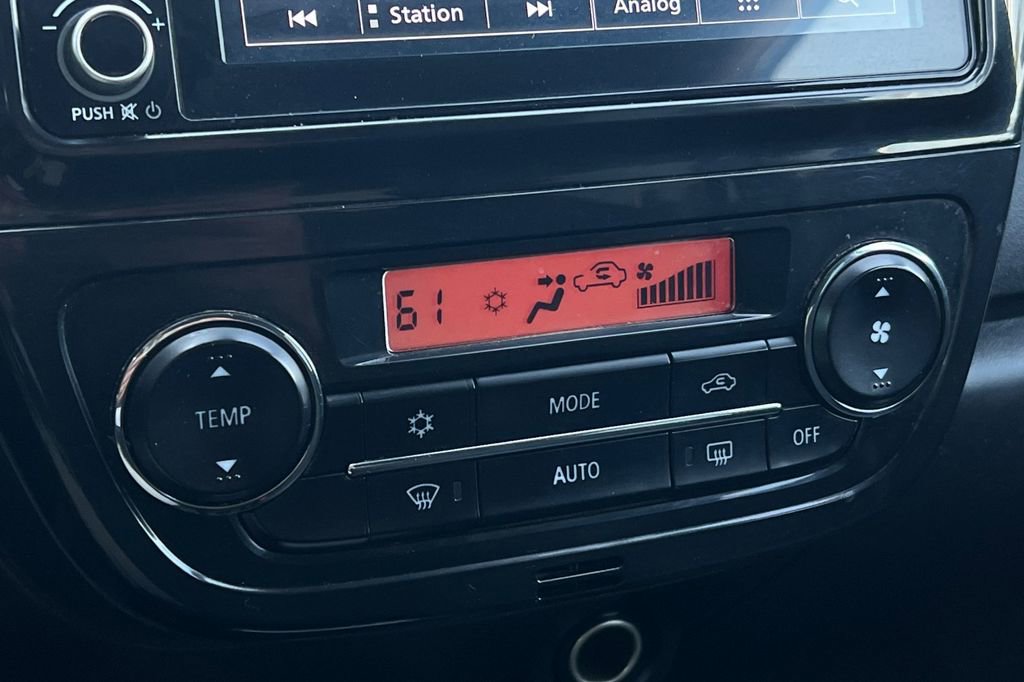 Station
Analog
− +
PUSH
61
TEMP
MODE
AUTO
OFF